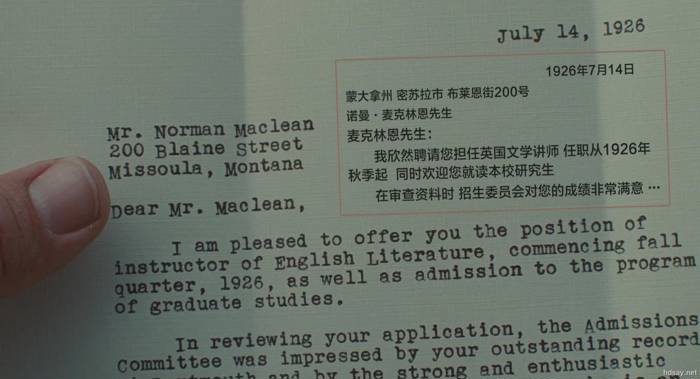 July 14, 1926
1926年7月14日
蒙大拿州 密苏拉市 布莱恩街200号
诺曼·麦克林恩先生
麦克林恩先生：
我欣然聘请您担任英国文学讲师 任职从1926年
秋季起 同时欢迎您就读本校研究生
在审查资料时 招生委员会对您的成绩非常满意 …
Mr. Norman Maclean
200 Blaine Street
Missoula, Montana
Dear Mr. Maclean,
I am pleased to offer you the position of
instructor of English Literature, commencing fall
quarter, 1926, as well as admission to the program
of graduate studies.
In reviewing your application, the Admissions
Committee was impressed by your outstanding record
and by the strong and enthusiastic
hdsay.net